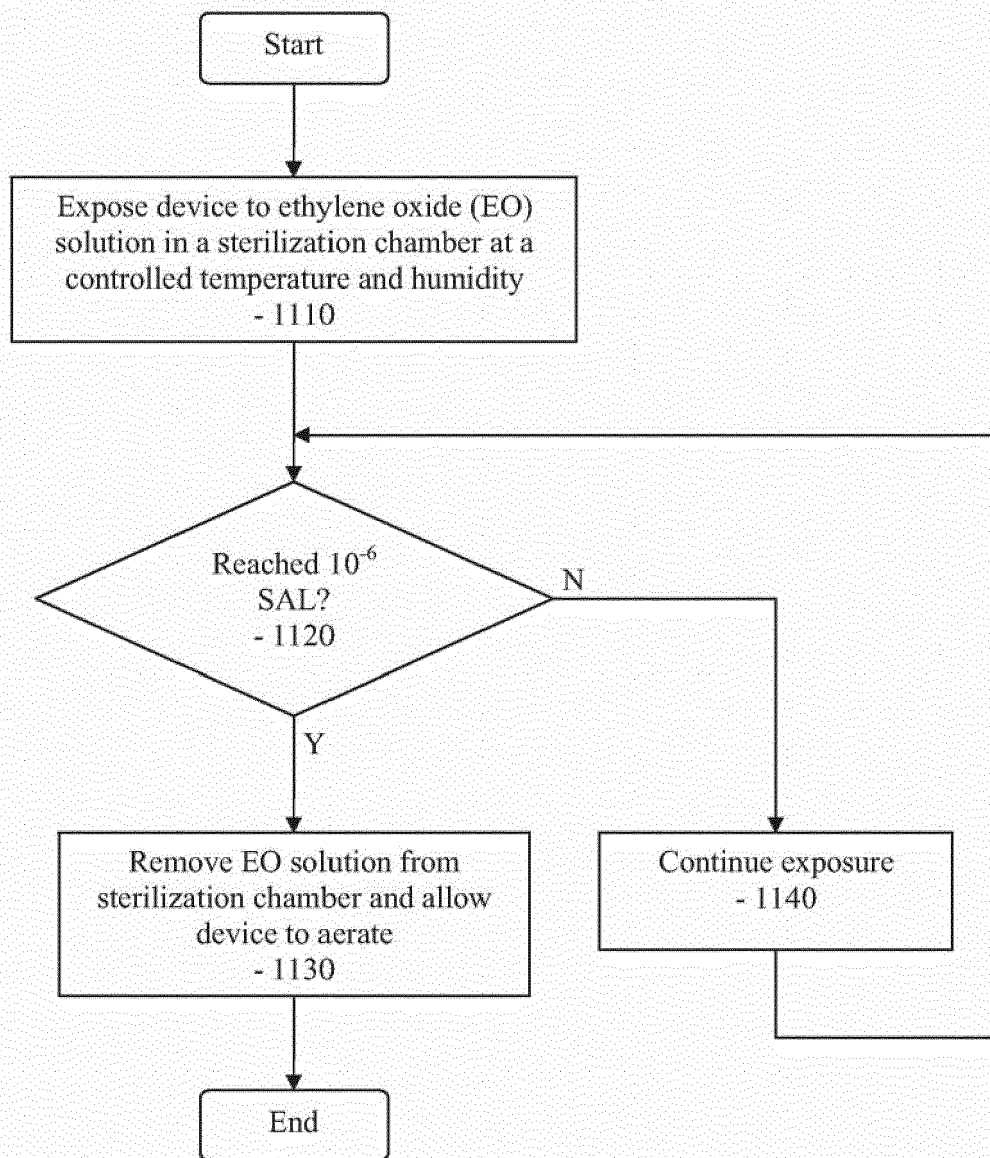 Start
Expose device to ethylene oxide (EO)
solution in a sterilization chamber at a
controlled temperature and humidity
- 1110
Reached 10⁻⁶
SAL?
- 1120
N
Y
Remove EO solution from
sterilization chamber and allow
device to aerate
- 1130
Continue exposure
- 1140
End